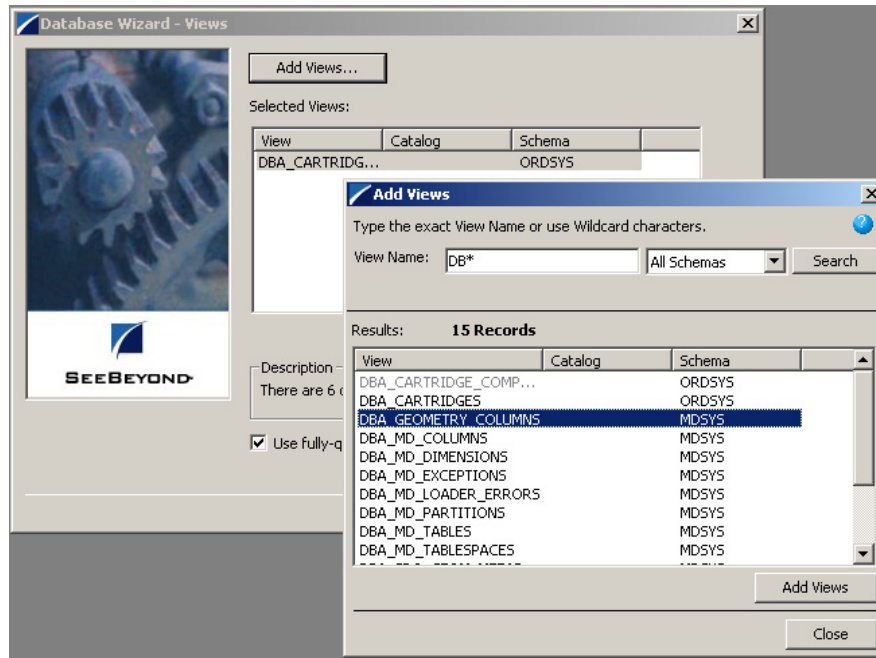 Database Wizard - Views
Add Views...
Selected Views:
View Catalog Schema
DBA_CARTRIDG... ORDSYS
SEEBEYOND
Description
There are 6
Use fully-q
Add Views
Type the exact View Name or use Wildcard characters.
View Name: DB* All Schemas Search
Results: 15 Records
View Catalog Schema
DBA_CARTRIDGE_COMP... ORDSYS
DBA_CARTRIDGES ORDSYS
DBA_GEOMETRY_COLUMNS MDSYS
DBA_MD_COLUMNS MDSYS
DBA_MD_DIMENSIONS MDSYS
DBA_MD_EXCEPTIONS MDSYS
DBA_MD_LOADER_ERRORS MDSYS
DBA_MD_PARTITIONS MDSYS
DBA_MD_TABLES MDSYS
DBA_MD_TABLESPACES MDSYS
Add Views
Close